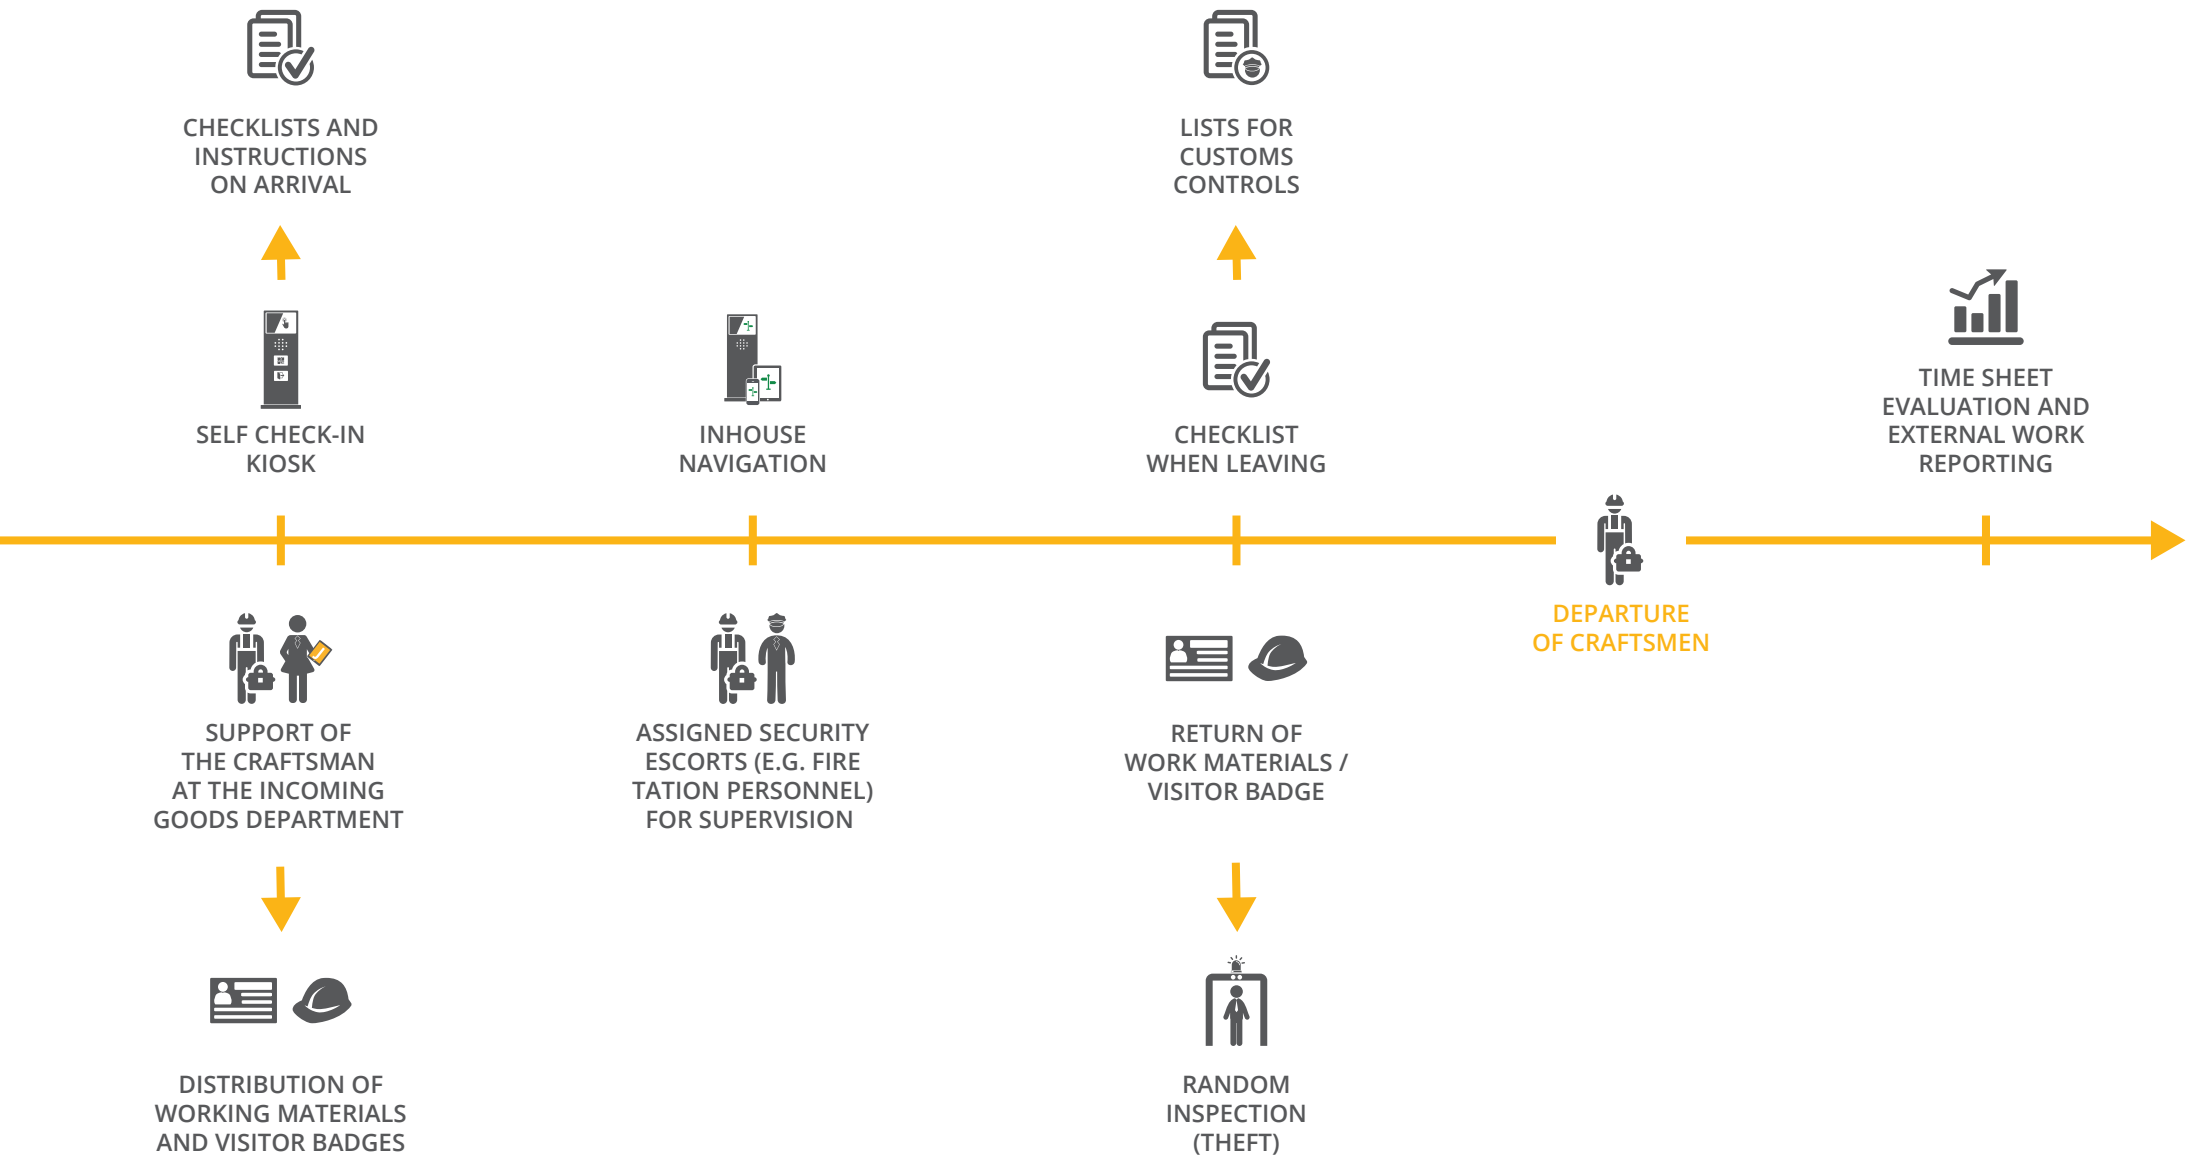 CHECKLISTS AND
INSTRUCTIONS
ON ARRIVAL
LISTS FOR
CUSTOMS
CONTROLS
SELF CHECK-IN
KIOSK
INHOUSE
NAVIGATION
CHECKLIST
WHEN LEAVING
TIME SHEET
EVALUATION AND
EXTERNAL WORK
REPORTING
DEPARTURE
OF CRAFTSMEN
SUPPORT OF
THE CRAFTSMAN
AT THE INCOMING
GOODS DEPARTMENT
ASSIGNED SECURITY
ESCORTS (E.G. FIRE
TATION PERSONNEL)
FOR SUPERVISION
RETURN OF
WORK MATERIALS /
VISITOR BADGE
DISTRIBUTION OF
WORKING MATERIALS
AND VISITOR BADGES
RANDOM
INSPECTION
(THEFT)